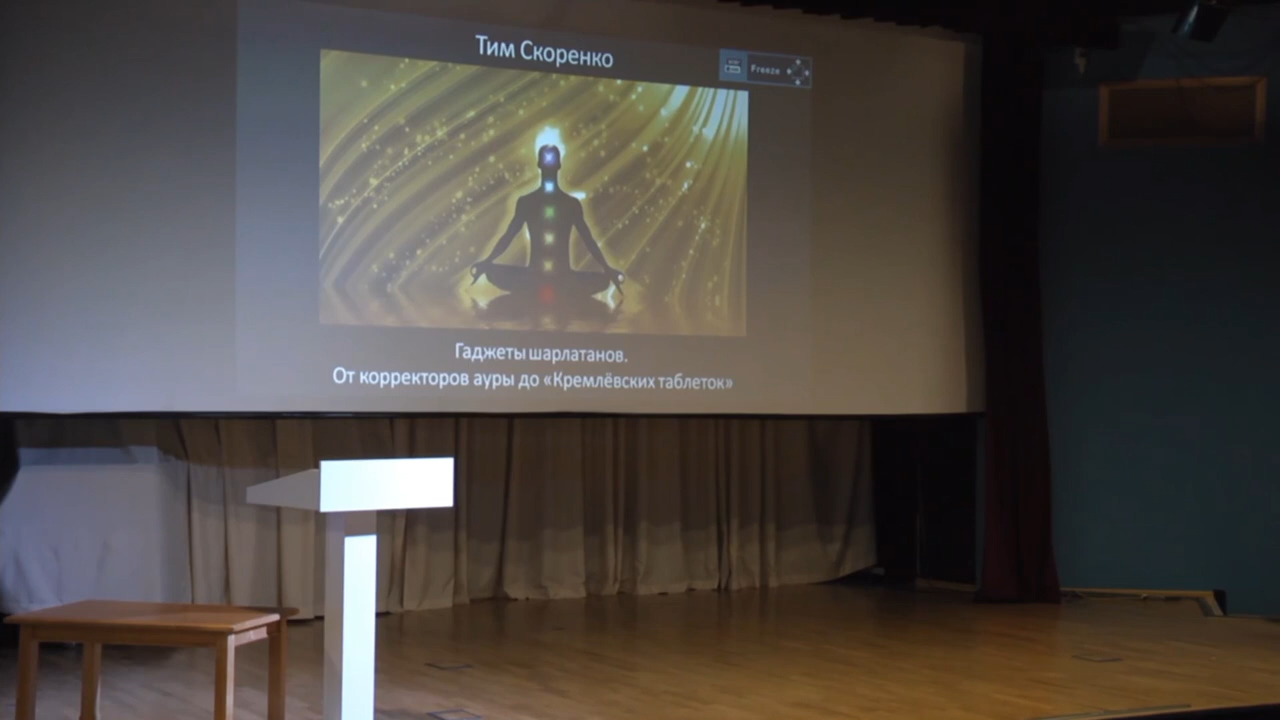 Тим Скоренко
Freeze
Гаджеты шарлатанов.
От корректоров ауры до «Кремлёвских таблеток»